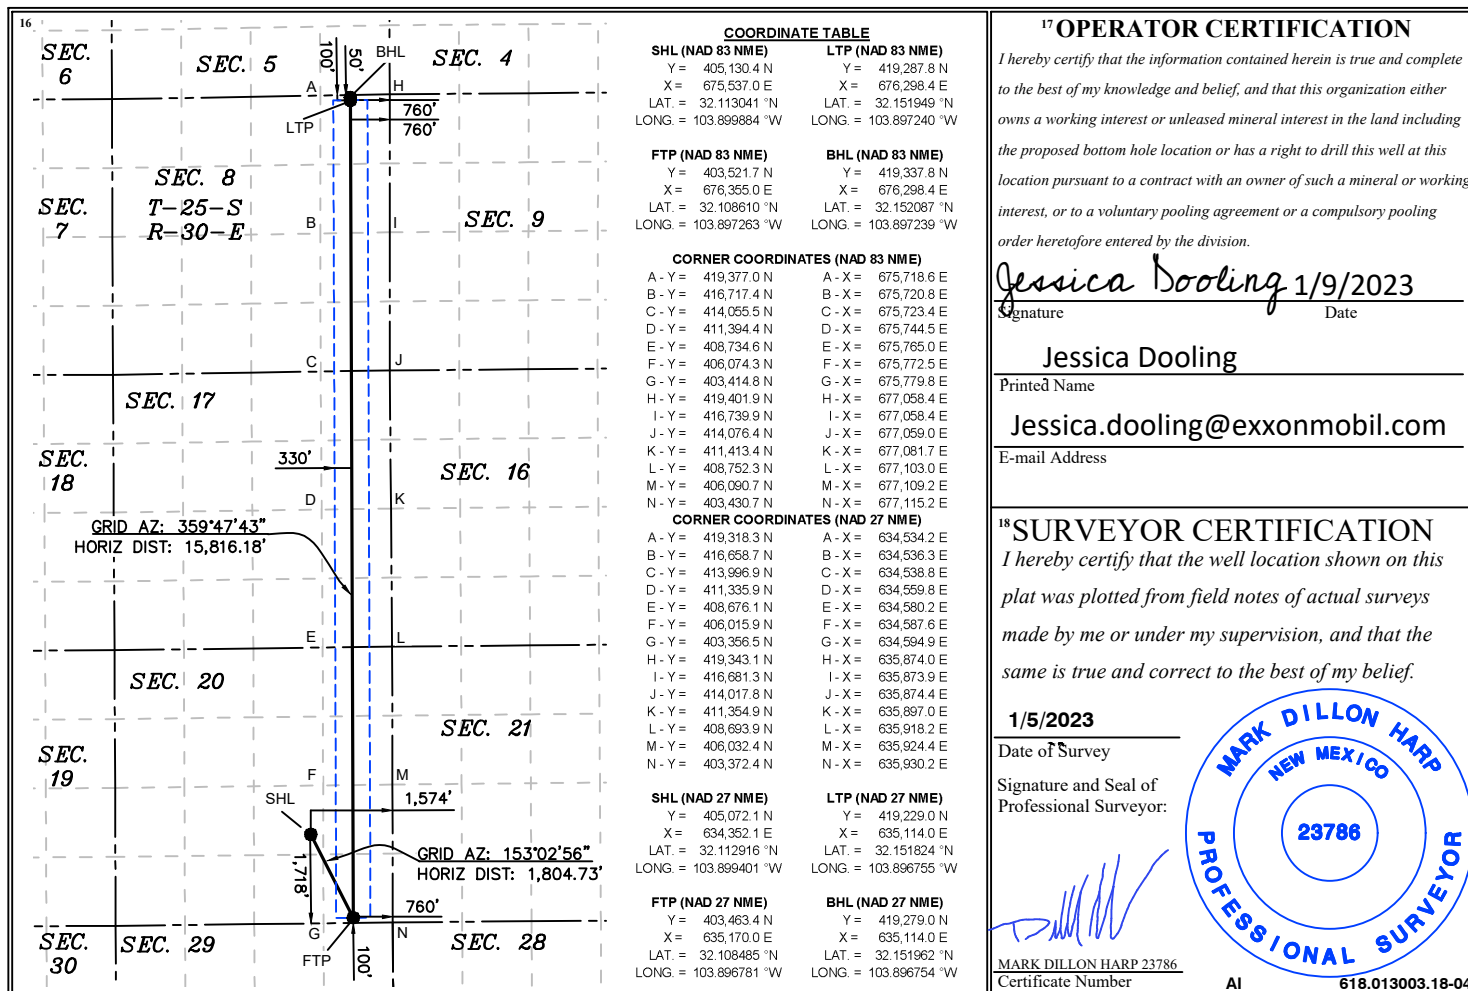 16
SEC. 6
SEC. 5
100'
50'
BHL
SEC. 4
A
H
LTP
760'
760'
SEC. 8
T-25-S
R-30-E
SEC. 7
B
I
SEC. 9
C
J
SEC. 17
SEC. 18
330'
SEC. 16
D
K
GRID AZ: 359°47'43"
HORIZ DIST: 15,816.18'
E
L
SEC. 20
SEC. 21
SEC. 19
F
M
SHL
1,574'
1,718'
GRID AZ: 153°02'56"
HORIZ DIST: 1,804.73'
760'
G
N
SEC. 30
SEC. 29
FTP
100'
SEC. 28
COORDINATE TABLE
SHL (NAD 83 NME)
Y = 405,130.4 N
X = 675,537.0 E
LAT. = 32.113041 °N
LONG. = 103.899884 °W
LTP (NAD 83 NME)
Y = 419,287.8 N
X = 676,298.4 E
LAT. = 32.151949 °N
LONG. = 103.897240 °W
FTP (NAD 83 NME)
Y = 403,521.7 N
X = 676,355.0 E
LAT. = 32.108610 °N
LONG. = 103.897263 °W
BHL (NAD 83 NME)
Y = 419,337.8 N
X = 676,298.4 E
LAT. = 32.152087 °N
LONG. = 103.897239 °W
CORNER COORDINATES (NAD 83 NME)
A - Y = 419,377.0 N A - X = 675,718.6 E
B - Y = 416,717.4 N B - X = 675,720.8 E
C - Y = 414,055.5 N C - X = 675,723.4 E
D - Y = 411,394.4 N D - X = 675,744.5 E
E - Y = 408,734.6 N E - X = 675,765.0 E
F - Y = 406,074.3 N F - X = 675,772.5 E
G - Y = 403,414.8 N G - X = 675,779.8 E
H - Y = 419,401.9 N H - X = 677,058.4 E
I - Y = 416,739.9 N I - X = 677,058.4 E
J - Y = 414,076.4 N J - X = 677,059.0 E
K - Y = 411,413.4 N K - X = 677,081.7 E
L - Y = 408,752.3 N L - X = 677,103.0 E
M - Y = 406,090.7 N M - X = 677,109.2 E
N - Y = 403,430.7 N N - X = 677,115.2 E
CORNER COORDINATES (NAD 27 NME)
A - Y = 419,318.3 N A - X = 634,534.2 E
B - Y = 416,658.7 N B - X = 634,536.3 E
C - Y = 413,996.9 N C - X = 634,538.8 E
D - Y = 411,335.9 N D - X = 634,559.8 E
E - Y = 408,676.1 N E - X = 634,580.2 E
F - Y = 406,015.9 N F - X = 634,587.6 E
G - Y = 403,356.5 N G - X = 634,594.9 E
H - Y = 419,343.1 N H - X = 635,874.0 E
I - Y = 416,681.3 N I - X = 635,873.9 E
J - Y = 414,017.8 N J - X = 635,874.4 E
K - Y = 411,354.9 N K - X = 635,897.0 E
L - Y = 408,693.9 N L - X = 635,918.2 E
M - Y = 406,032.4 N M - X = 635,924.4 E
N - Y = 403,372.4 N N - X = 635,930.2 E
SHL (NAD 27 NME)
Y = 405,072.1 N
X = 634,352.1 E
LAT. = 32.112916 °N
LONG. = 103.899401 °W
LTP (NAD 27 NME)
Y = 419,229.0 N
X = 635,114.0 E
LAT. = 32.151824 °N
LONG. = 103.896755 °W
FTP (NAD 27 NME)
Y = 403,463.4 N
X = 635,170.0 E
LAT. = 32.108485 °N
LONG. = 103.896781 °W
BHL (NAD 27 NME)
Y = 419,279.0 N
X = 635,114.0 E
LAT. = 32.151962 °N
LONG. = 103.896754 °W
17 OPERATOR CERTIFICATION
I hereby certify that the information contained herein is true and complete
to the best of my knowledge and belief, and that this organization either
owns a working interest or unleased mineral interest in the land including
the proposed bottom hole location or has a right to drill this well at this
location pursuant to a contract with an owner of such a mineral or working
interest, or to a voluntary pooling agreement or a compulsory pooling
order heretofore entered by the division.
Jessica Dooling 1/9/2023
Signature Date
Jessica Dooling
Printed Name
Jessica.dooling@exxonmobil.com
E-mail Address
18 SURVEYOR CERTIFICATION
I hereby certify that the well location shown on this
plat was plotted from field notes of actual surveys
made by me or under my supervision, and that the
same is true and correct to the best of my belief.
1/5/2023
Date of Survey
Signature and Seal of
Professional Surveyor:
MARK DILLON HARP
NEW MEXICO
23786
PROFESSIONAL SURVEYOR
MARK DILLON HARP 23786
Certificate Number
AI
618.013003.18-04